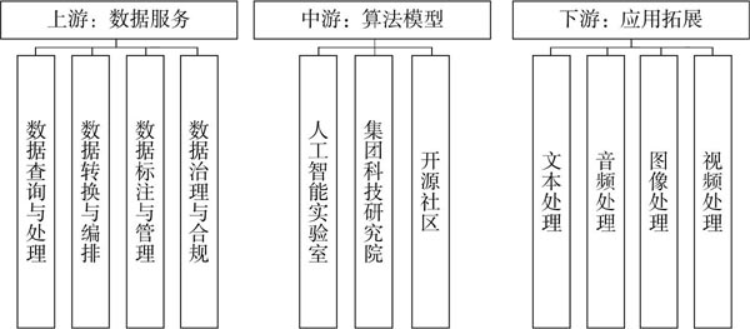 上游：数据服务
数据查询与处理
数据转换与编排
数据标注与管理
数据治理与合规
中游：算法模型
人工智能实验室
集团科技研究院
开源社区
下游：应用拓展
文本处理
音频处理
图像处理
视频处理